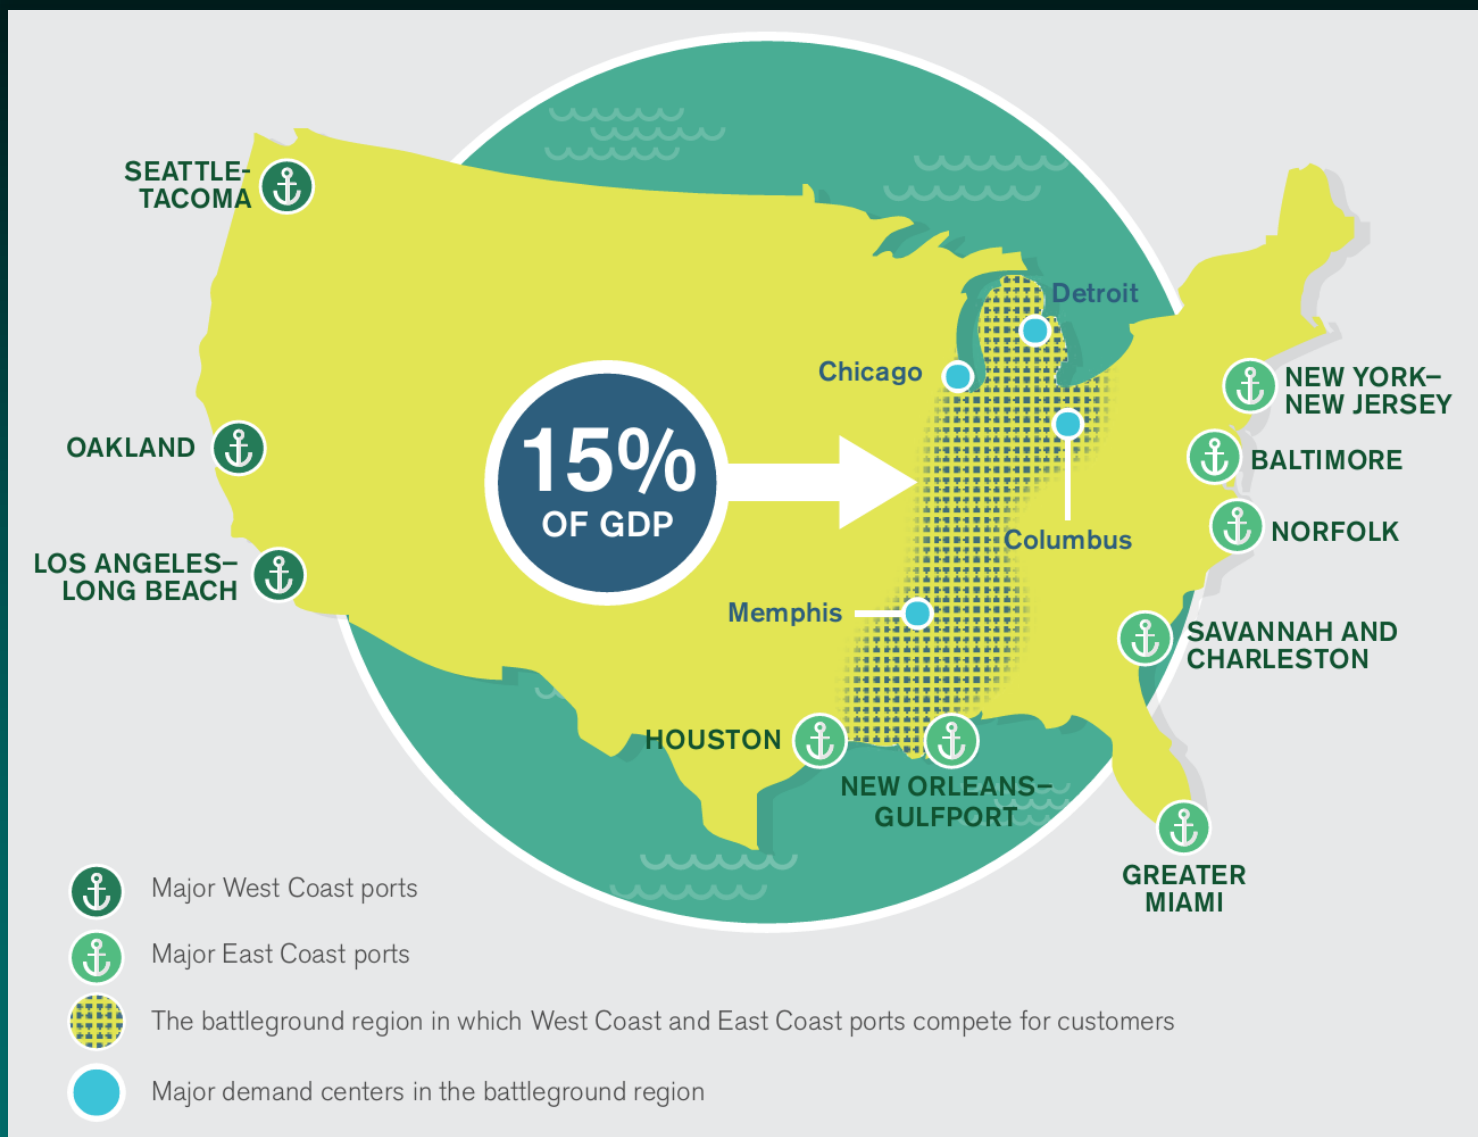 SEATTLE-
TACOMA
Detroit
Chicago
NEW YORK–
NEW JERSEY
15%
OF GDP
OAKLAND
BALTIMORE
NORFOLK
Columbus
LOS ANGELES–
LONG BEACH
Memphis
SAVANNAH AND
CHARLESTON
HOUSTON
NEW ORLEANS–
GULFPORT
GREATER
MIAMI
Major West Coast ports
Major East Coast ports
The battleground region in which West Coast and East Coast ports compete for customers
Major demand centers in the battleground region